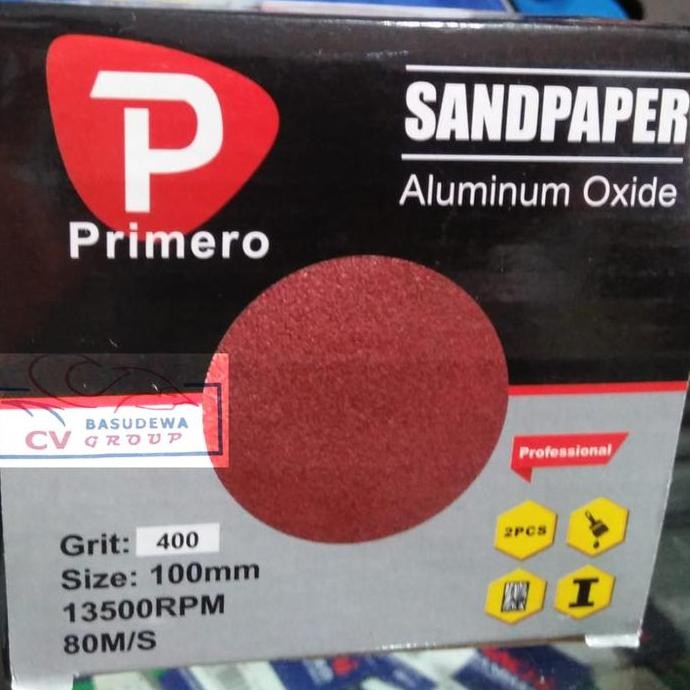 P
Primero
SANDPAPER
Aluminum Oxide
CV BASUDEWA
GROUP
Professional
2PCS
Grit: 400
Size: 100mm
13500RPM
80M/S